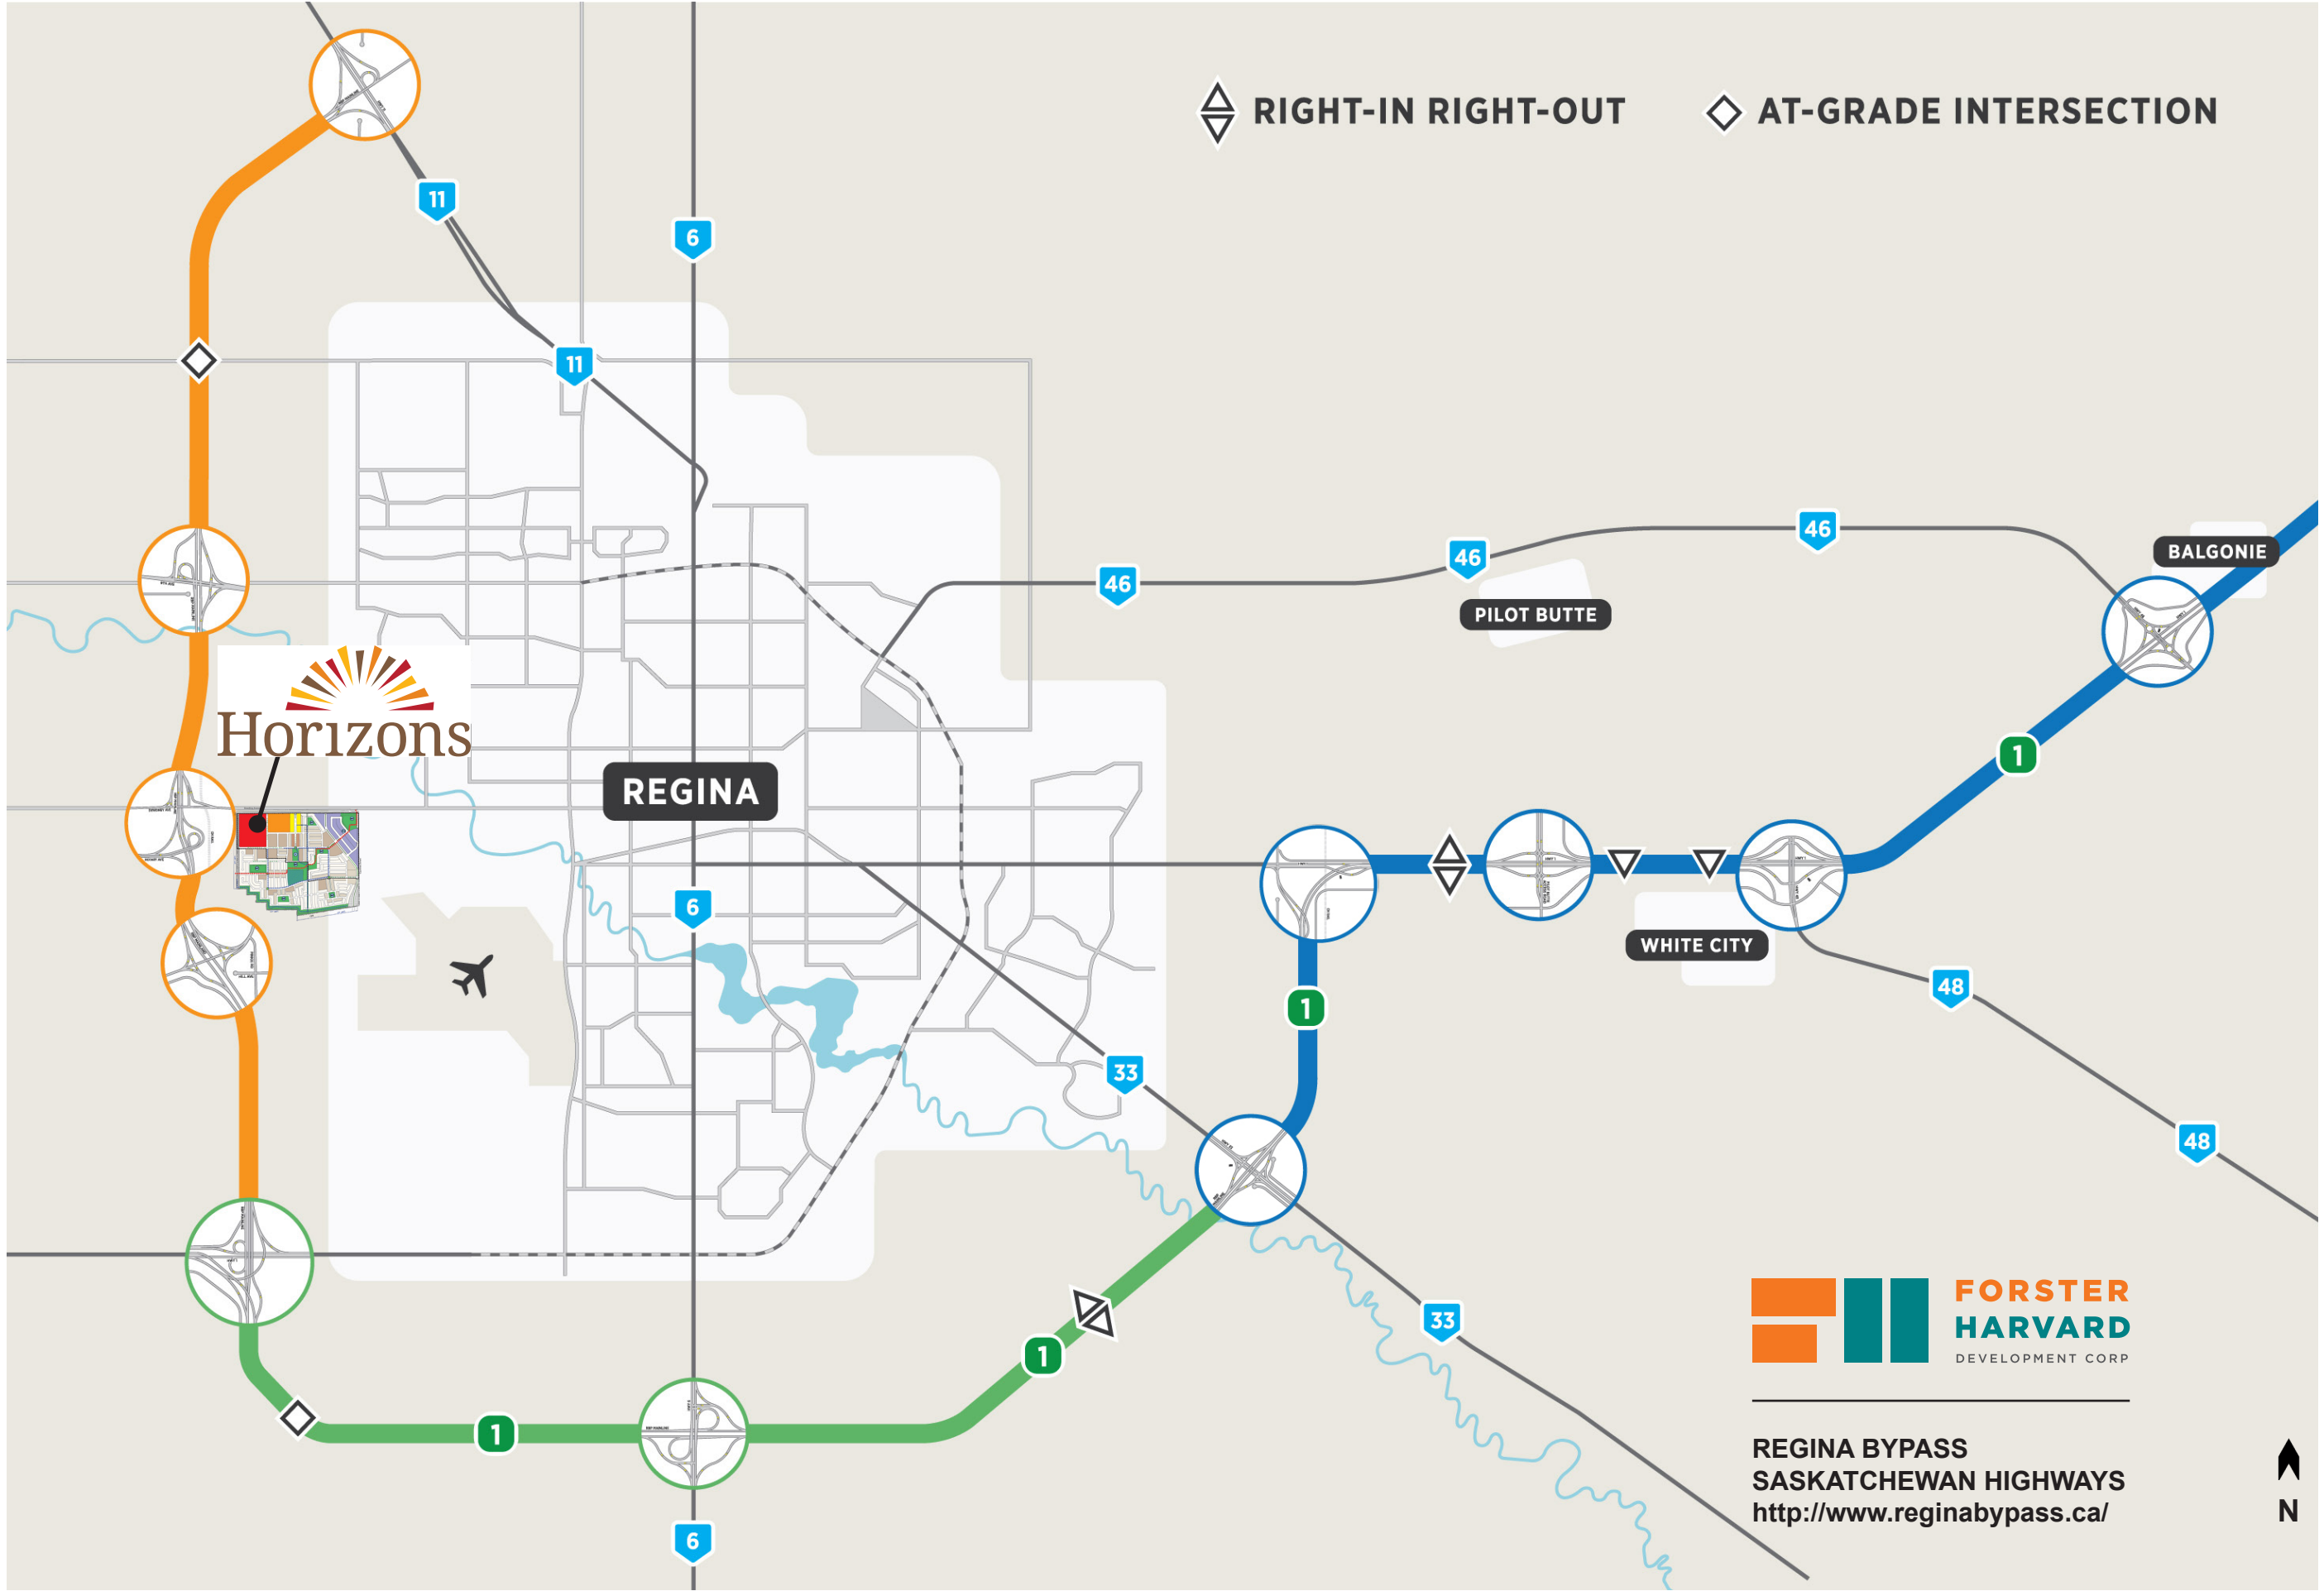 RIGHT-IN RIGHT-OUT
AT-GRADE INTERSECTION
11
6
11
46
46
46
BALGONIE
PILOT BUTTE
Horizons
REGINA
1
6
WHITE CITY
48
1
33
48
33
1
1
6
FORSTER
HARVARD
DEVELOPMENT CORP
REGINA BYPASS
SASKATCHEWAN HIGHWAYS
http://www.reginabypass.ca/
N